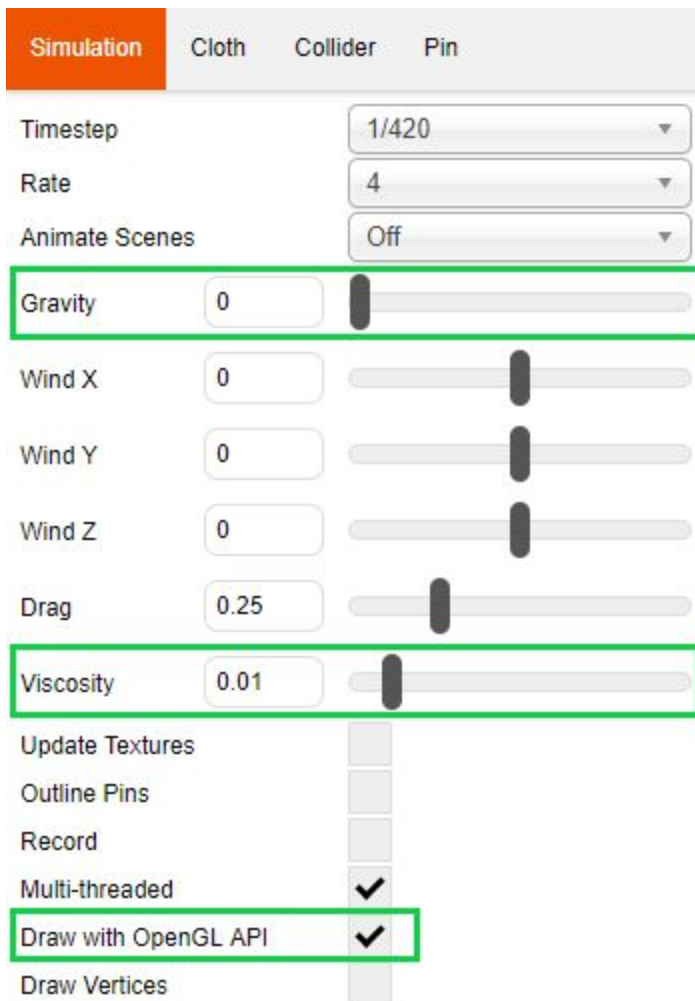 Simulation Cloth Collider Pin
Timestep 1/420
Rate 4
Animate Scenes Off
Gravity 0
Wind X 0
Wind Y 0
Wind Z 0
Drag 0.25
Viscosity 0.01
Update Textures
Outline Pins
Record
Multi-threaded
Draw with OpenGL API
Draw Vertices